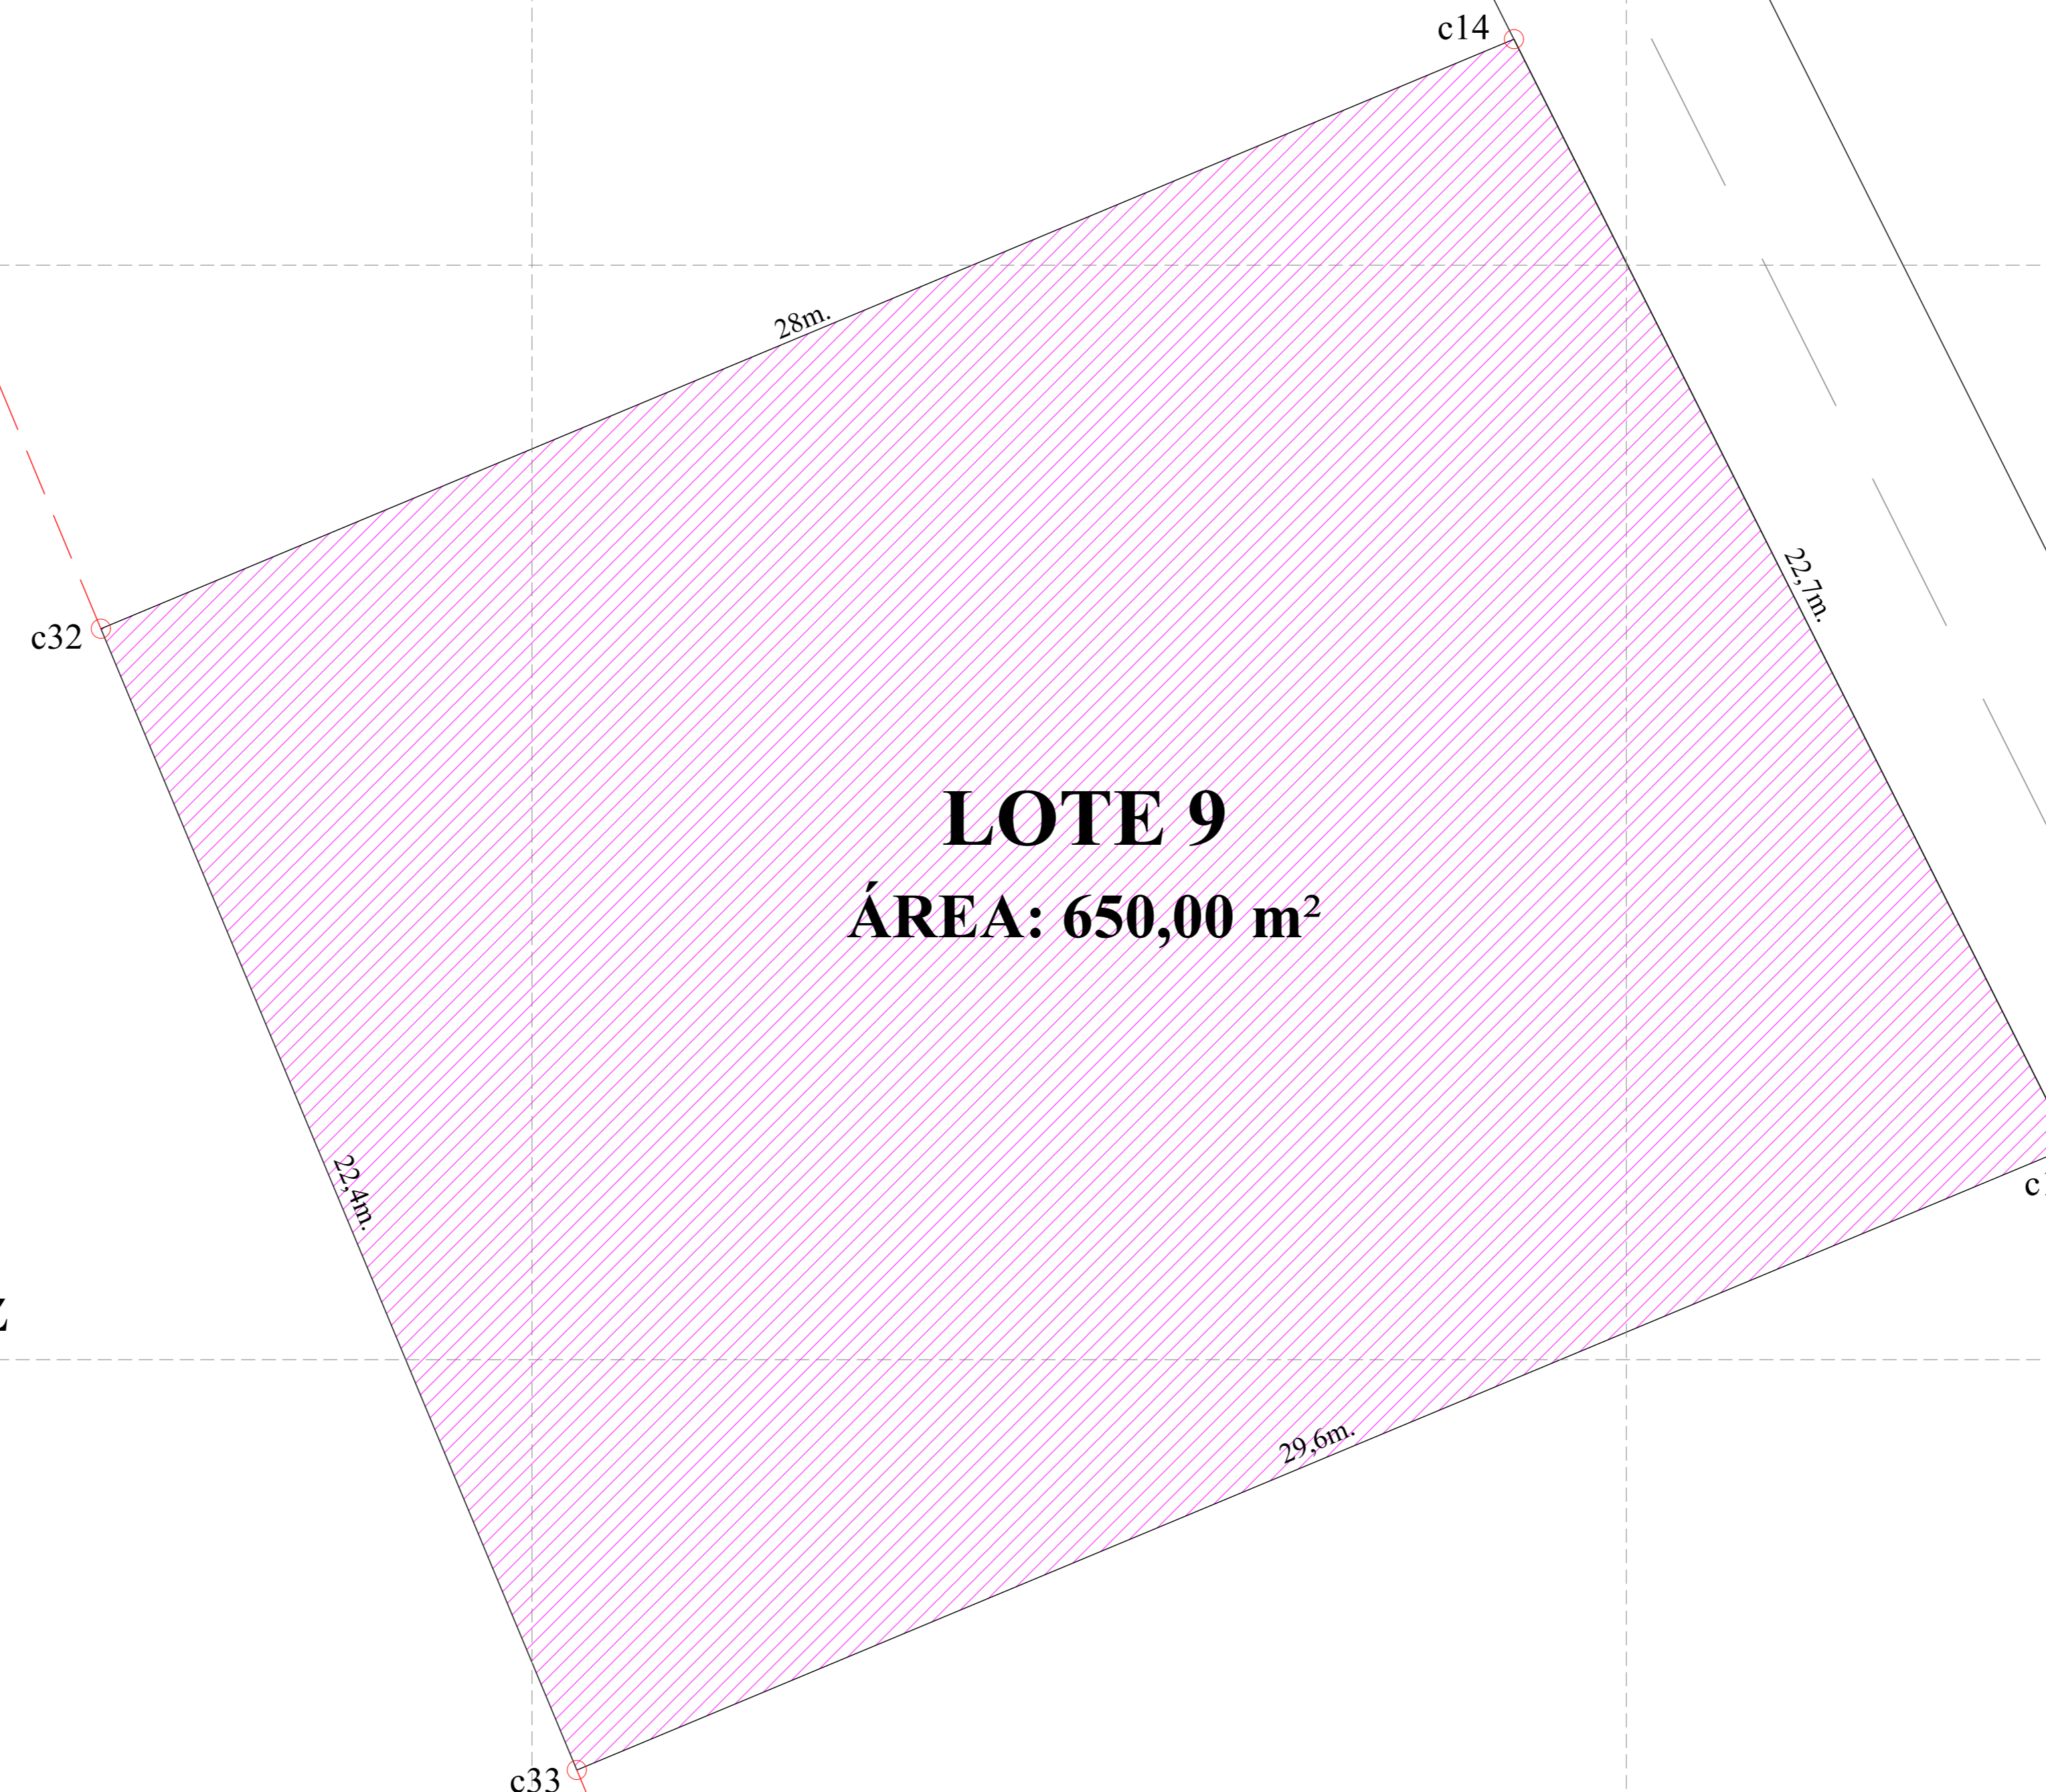 c14
28m.
22,7m.
c32
LOTE 9
ÁREA: 650,00 m²
22,4m.
29,6m.
c33